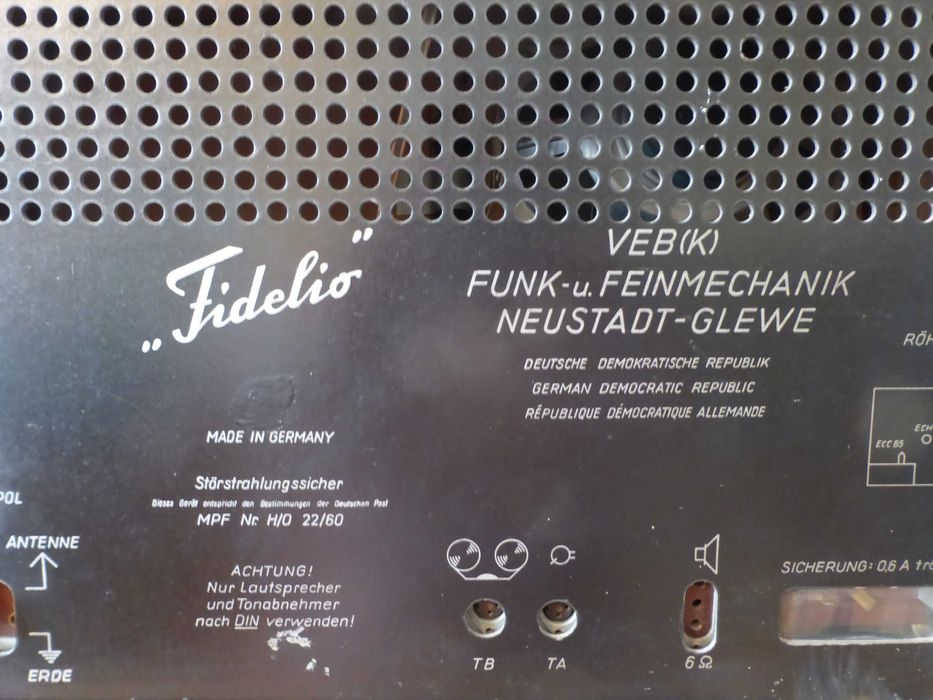 „Fidelio”
VEB(K)
FUNK-u. FEINMECHANIK
NEUSTADT-GLEWE
DEUTSCHE DEMOKRATISCHE REPUBLIK
GERMAN DEMOCRATIC REPUBLIC
RÉPUBLIQUE DÉMOCRATIQUE ALLEMANDE
MADE IN GERMANY
Störstrahlungssicher
Dieses Gerät entspricht den Bestimmungen der Deutschen Post
MPF Nr. H/O 22/60
ACHTUNG!
Nur Lautsprecher
und Tonabnehmer
nach DIN verwenden!
POL
ANTENNE
ERDE
TB
TA
6 Ω
RÖH
ECH
ECC 85
SICHERUNG: 0,6 A trä